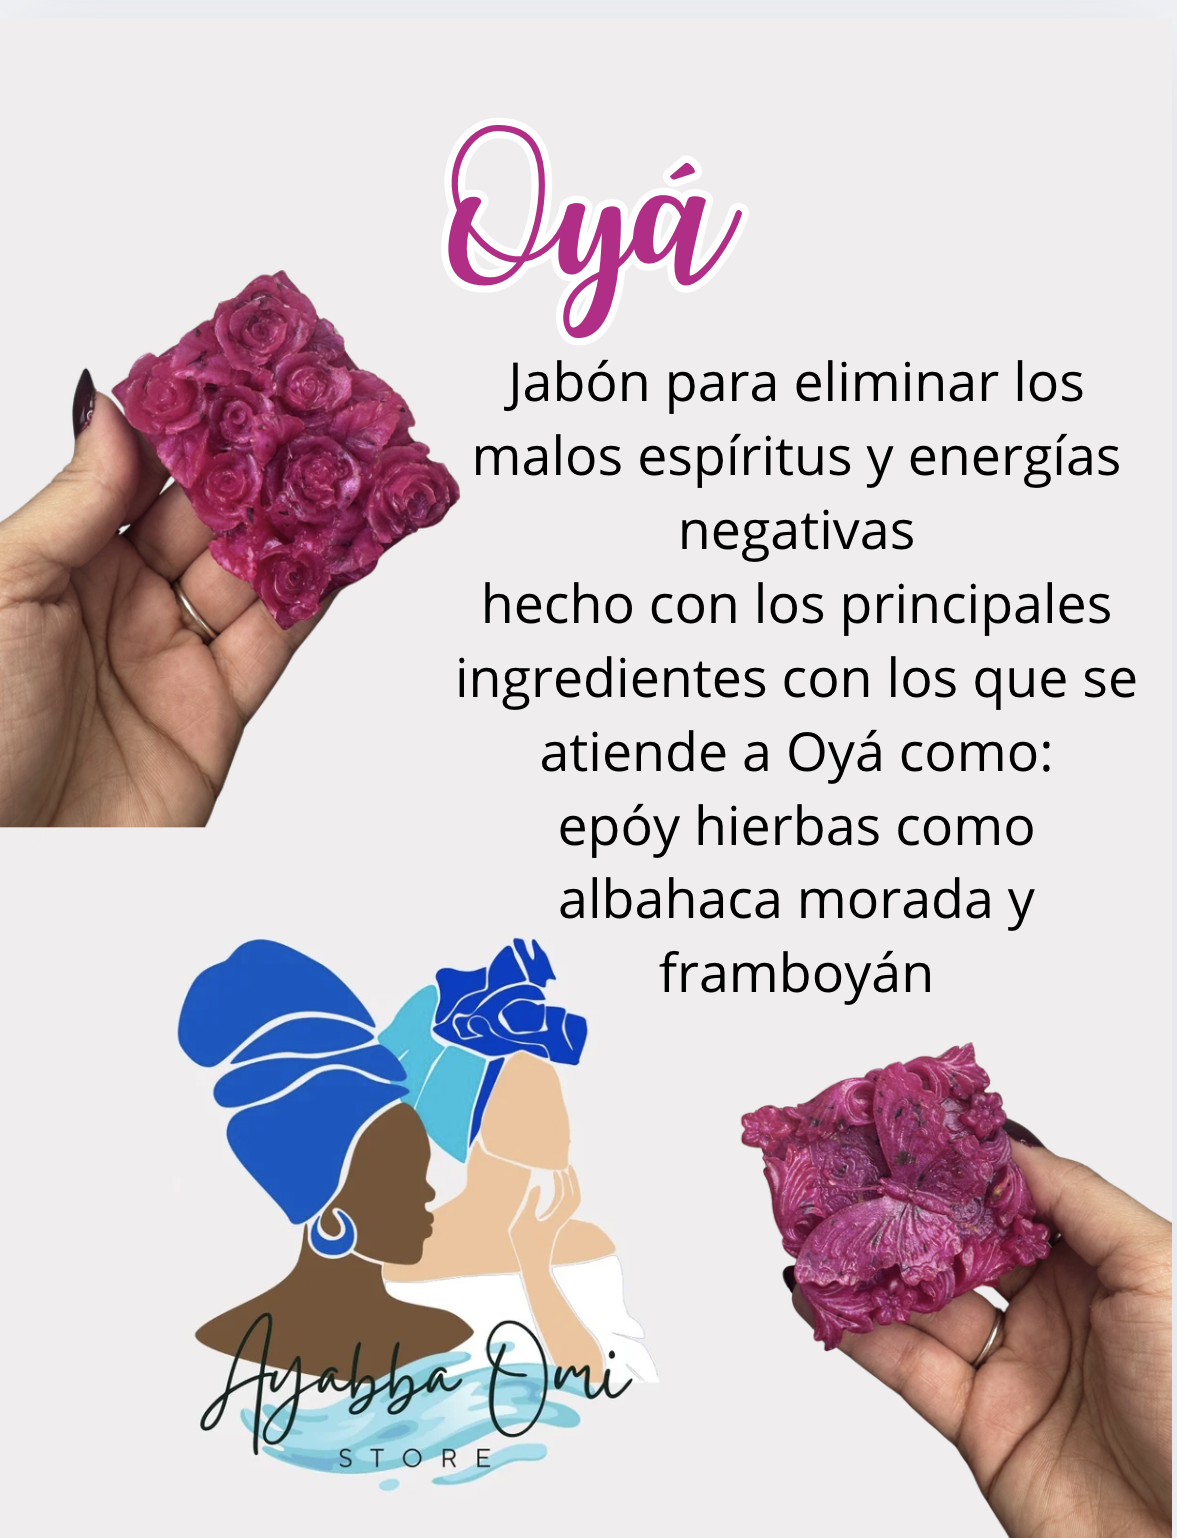 Oyá
Jabón para eliminar los
malos espíritus y energías
negativas
hecho con los principales
ingredientes con los que se
atiende a Oyá como:
epóy hierbas como
albahaca morada y
framboyán
Ayabba Omi
STORE